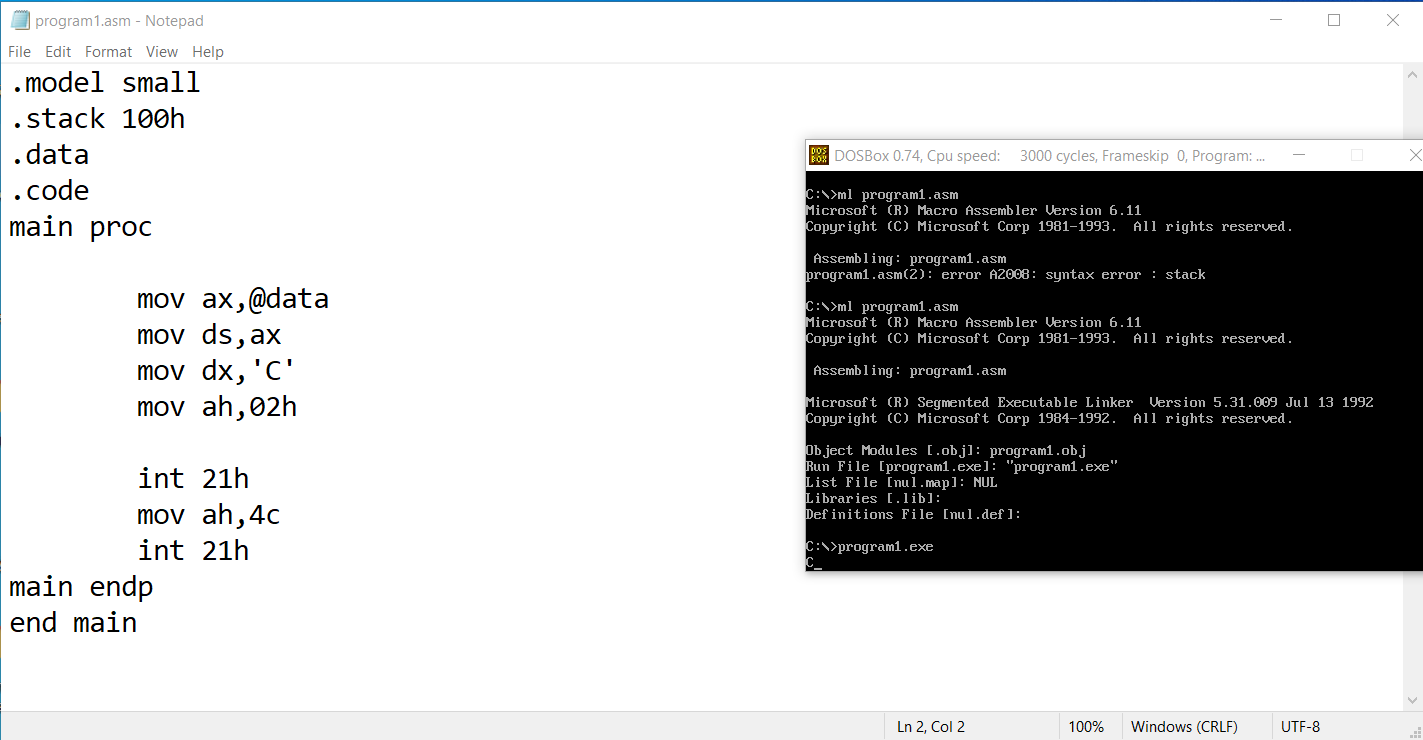 program1.asm - Notepad
File Edit Format View Help
.model small
.stack 100h
.data
.code
main proc
mov ax,@data
mov ds,ax
mov dx,'C'
mov ah,02h
int 21h
mov ah,4c
int 21h
main endp
end main
Ln 2, Col 2 100% Windows (CRLF) UTF-8
DOS BOX
DOSBox 0.74, Cpu speed: 3000 cycles, Frameskip 0, Program: ...
C:\>ml program1.asm
Microsoft (R) Macro Assembler Version 6.11
Copyright (C) Microsoft Corp 1981-1993. All rights reserved.
Assembling: program1.asm
program1.asm(2): error A2008: syntax error : stack
C:\>ml program1.asm
Microsoft (R) Macro Assembler Version 6.11
Copyright (C) Microsoft Corp 1981-1993. All rights reserved.
Assembling: program1.asm
Microsoft (R) Segmented Executable Linker Version 5.31.009 Jul 13 1992
Copyright (C) Microsoft Corp 1984-1992. All rights reserved.
Object Modules [.obj]: program1.obj
Run File [program1.exe]: "program1.exe"
List File [nul.map]: NUL
Libraries [.lib]:
Definitions File [nul.def]:
C:\>program1.exe
C_